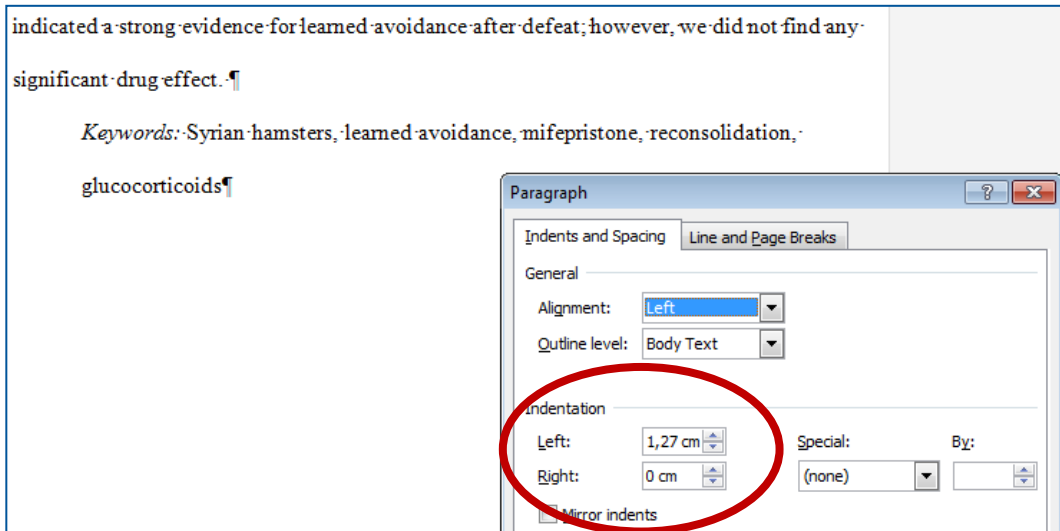 indicated a strong evidence for learned avoidance after defeat; however, we did not find any
significant drug effect. ¶
Keywords: Syrian hamsters, learned avoidance, mifepristone, reconsolidation,
glucocorticoids¶
Paragraph
Indents and Spacing Line and Page Breaks
General
Alignment: Left
Outline level: Body Text
Indentation
Left: 1,27 cm Special: By:
Right: 0 cm (none)
Mirror indents